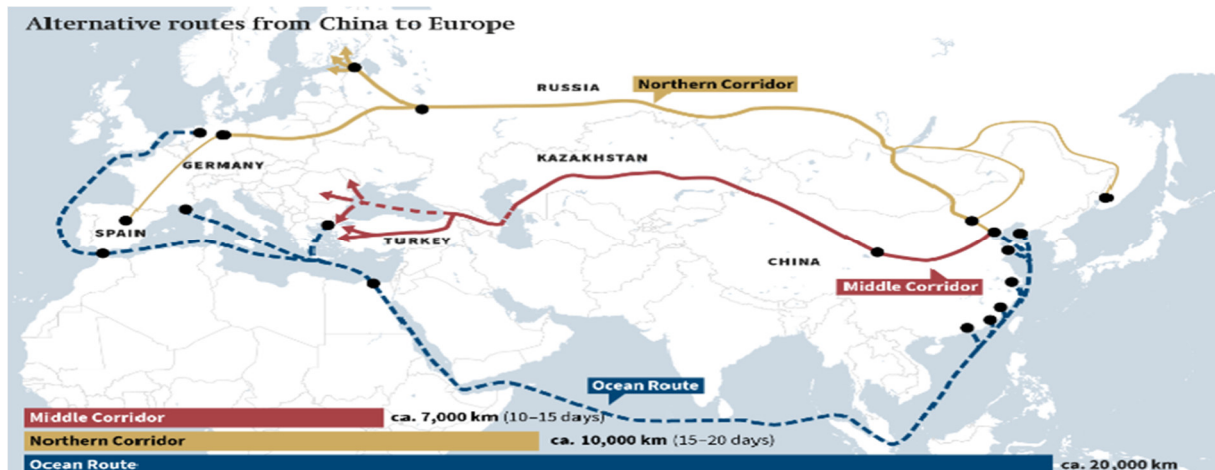 Alternative routes from China to Europe
RUSSIA
Northern Corridor
KAZAKHSTAN
GERMANY
SPAIN
TURKEY
CHINA
Middle Corridor
Ocean Route
Middle Corridor ca. 7,000 km (10–15 days)
Northern Corridor ca. 10,000 km (15–20 days)
Ocean Route ca. 20,000 km